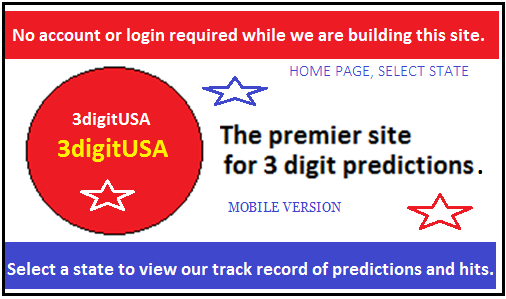 No account or login required while we are building this site.
HOME PAGE, SELECT STATE
3digitUSA
3digitUSA
The premier site
for 3 digit predictions.
MOBILE VERSION
Select a state to view our track record of predictions and hits.